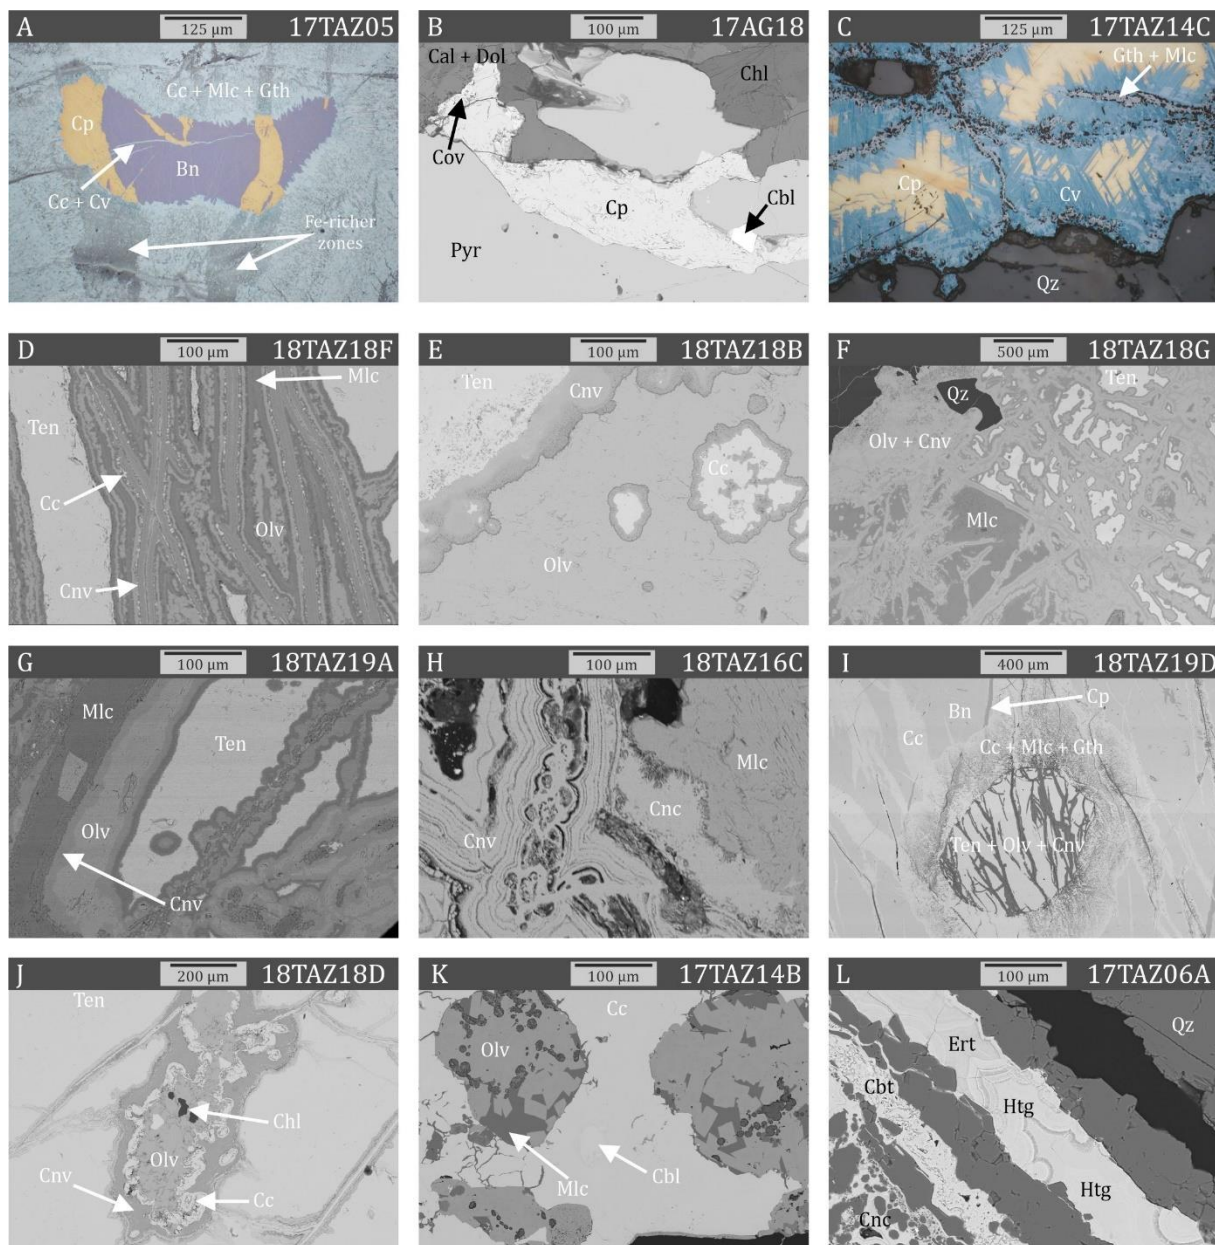 A 125 µm 17TAZ05
Cc + Mlc + Gth
Cp
Bn
Cc + Cv
Fe-richer
zones
B 100 µm 17AG18
Cal + Dol
Chl
Cov
Cp
Cbl
Pyr
C 125 µm 17TAZ14C
Gth + Mlc
Cp
Cv
Qz
D 100 µm 18TAZ18F
Mlc
Ten
Cc
Olv
Cnv
E 100 µm 18TAZ18B
Ten
Cnv
Cc
Olv
F 500 µm 18TAZ18G
Ten
Qz
Olv + Cnv
Mlc
G 100 µm 18TAZ19A
Mlc
Ten
Olv
Cnv
H 100 µm 18TAZ16C
Mlc
Cnc
Cnv
I 400 µm 18TAZ19D
Bn
Cp
Cc
Cc + Mlc + Gth
Ten + Olv + Cnv
J 200 µm 18TAZ18D
Ten
Chl
Olv
Cnv
Cc
K 100 µm 17TAZ14B
Cc
Olv
Cbl
Mlc
L 100 µm 17TAZ06A
Qz
Ert
Cbt
Htg
Htg
Cnc